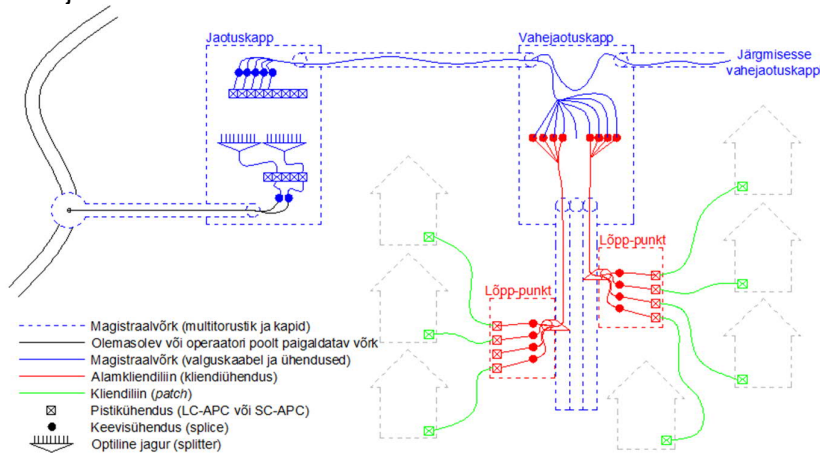 Jaotuskapp
Vahejaotuskapp
Järgmisesse
vahejaotuskapp
Lõpp-punkt
Lõpp-punkt
Magistraalvõrk (multitorustik ja kapid)
Olemasolev või operaatori poolt paigaldatav võrk
Magistraalvõrk (valguskaabel ja ühendused)
Alamkliendiliin (kliendiühendus)
Kliendiliin (patch)
Pistikühendus (LC-APC või SC-APC)
Keevisühendus (splice)
Optiline jagur (splitter)